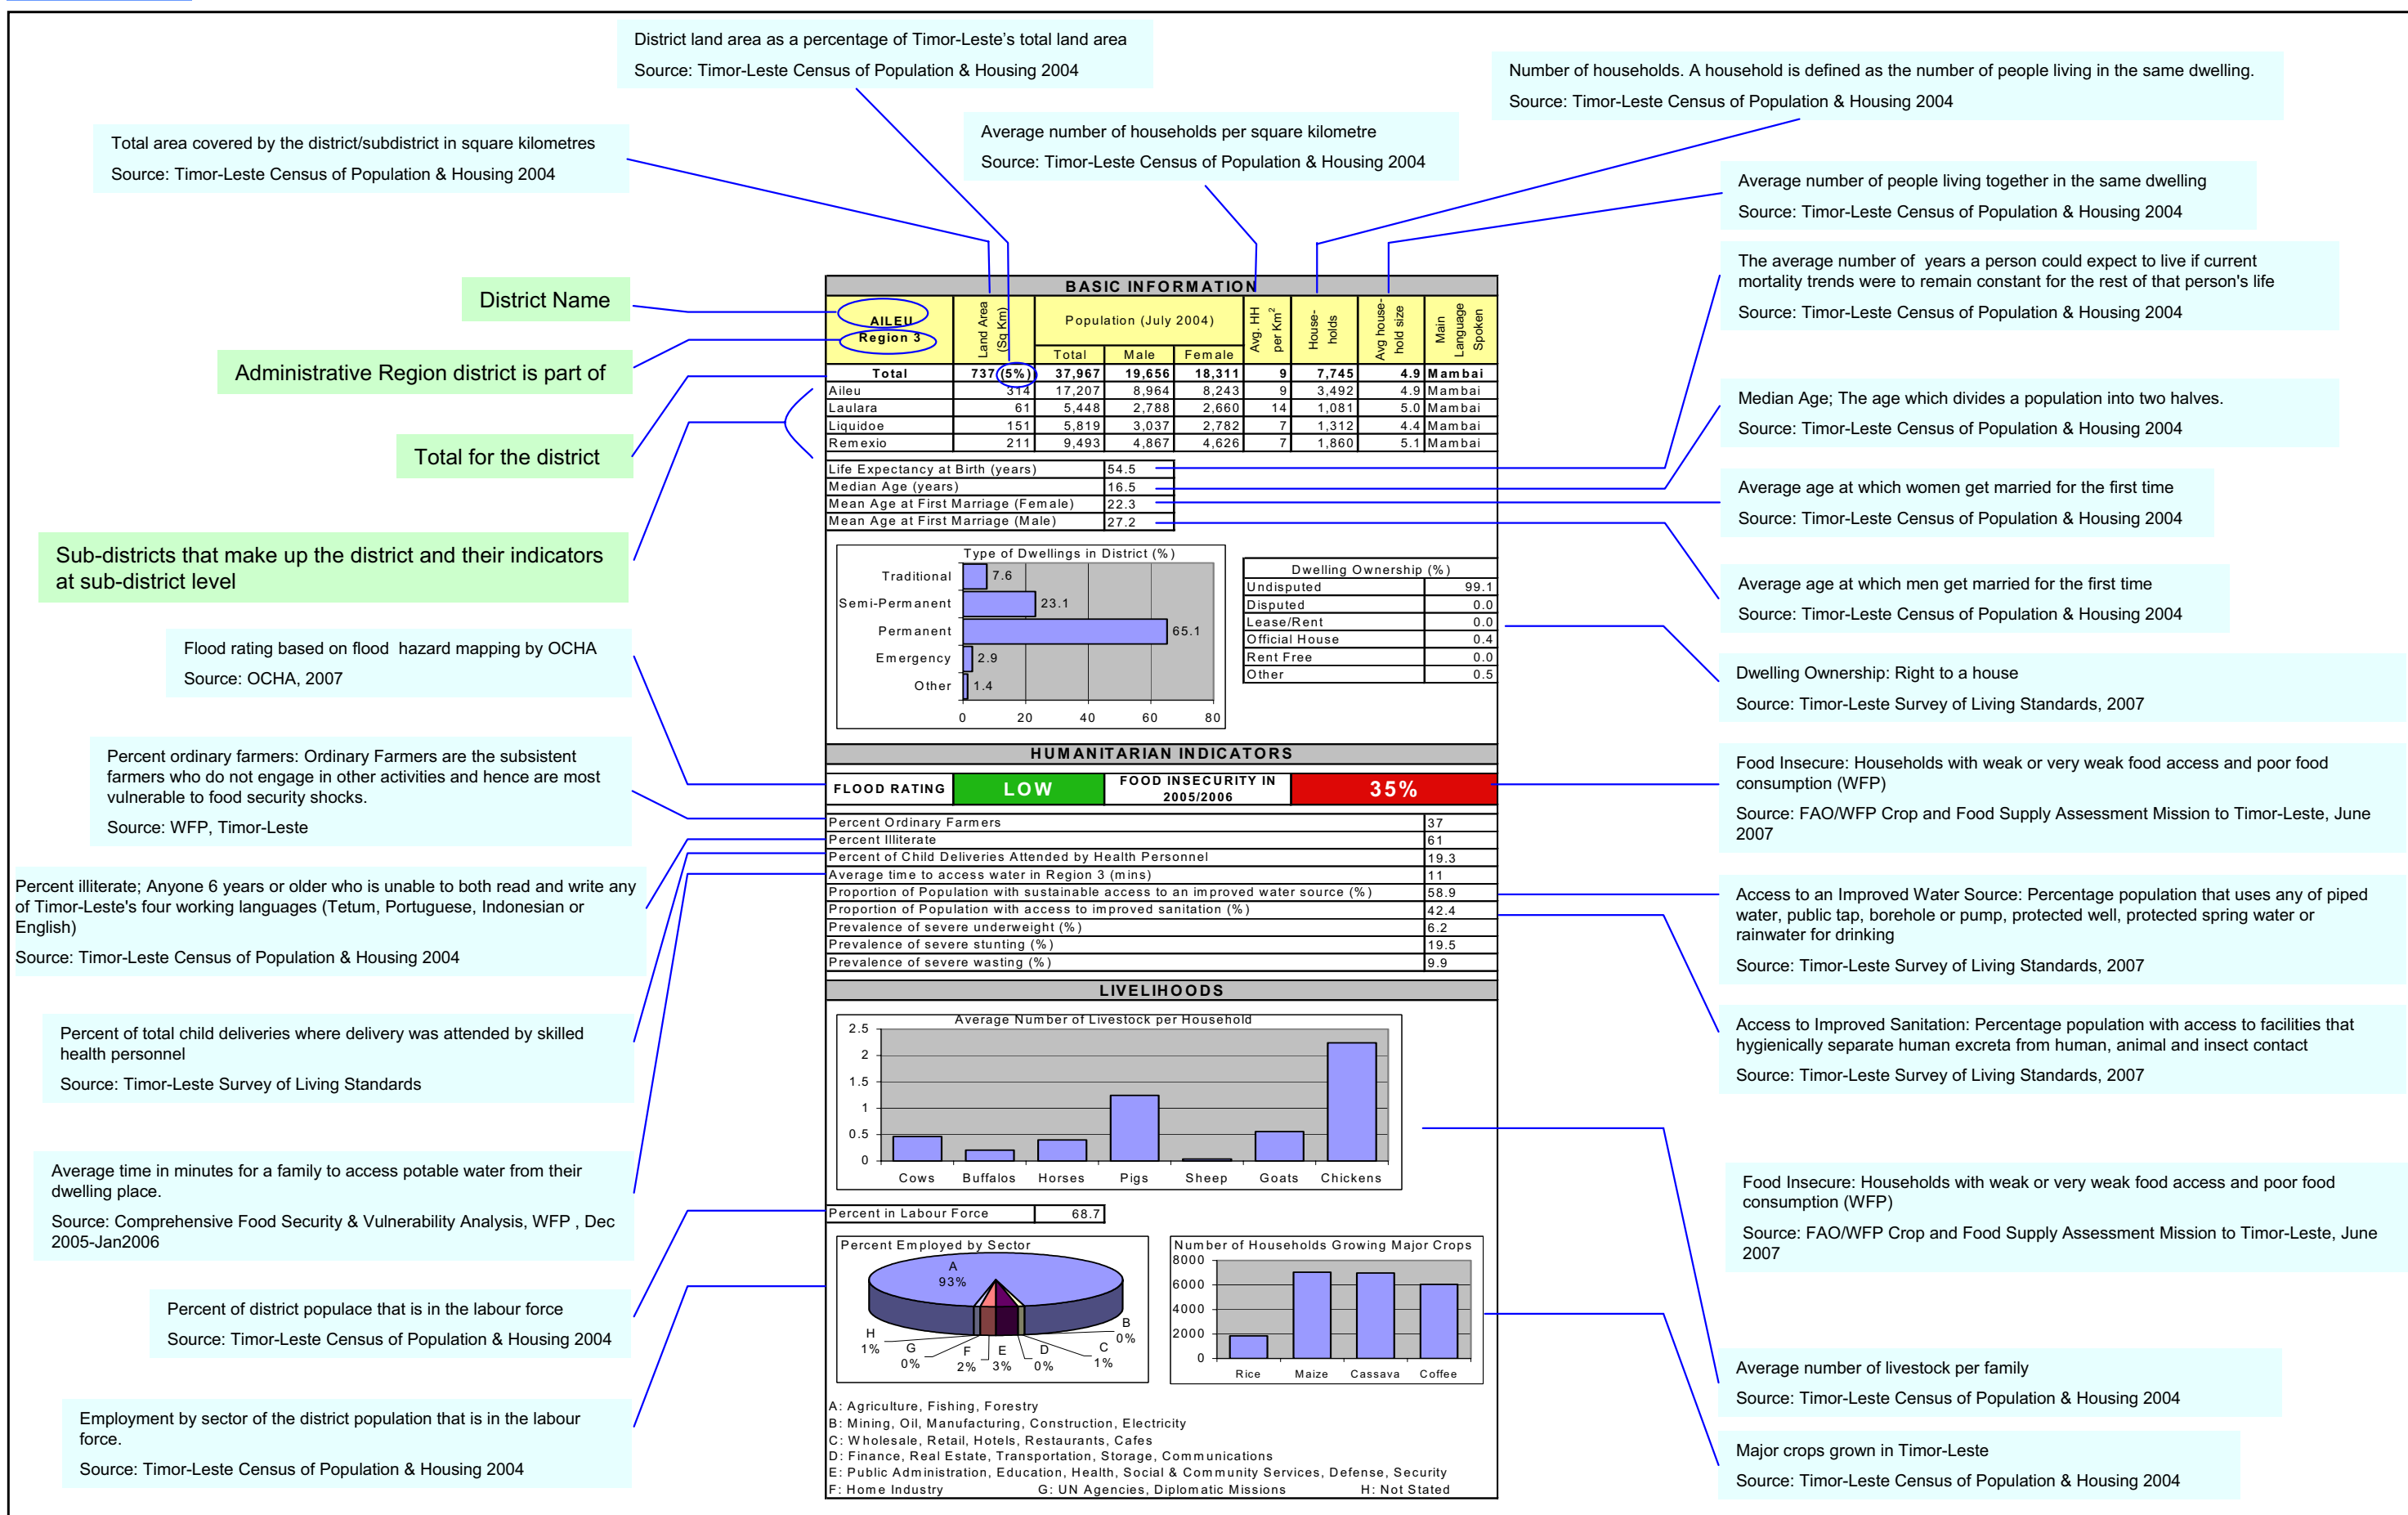 District land area as a percentage of Timor-Leste's total land area
Source: Timor-Leste Census of Population & Housing 2004
Number of households. A household is defined as the number of people living in the same dwelling.
Source: Timor-Leste Census of Population & Housing 2004
Total area covered by the district/subdistrict in square kilometres
Source: Timor-Leste Census of Population & Housing 2004
Average number of households per square kilometre
Source: Timor-Leste Census of Population & Housing 2004
Average number of people living together in the same dwelling
Source: Timor-Leste Census of Population & Housing 2004
The average number of years a person could expect to live if current
mortality trends were to remain constant for the rest of that person's life
Source: Timor-Leste Census of Population & Housing 2004
Median Age; The age which divides a population into two halves.
Source: Timor-Leste Census of Population & Housing 2004
Average age at which women get married for the first time
Source: Timor-Leste Census of Population & Housing 2004
Average age at which men get married for the first time
Source: Timor-Leste Census of Population & Housing 2004
Dwelling Ownership: Right to a house
Source: Timor-Leste Survey of Living Standards, 2007
Food Insecure: Households with weak or very weak food access and poor food
consumption (WFP)
Source: FAO/WFP Crop and Food Supply Assessment Mission to Timor-Leste, June
2007
Access to an Improved Water Source: Percentage population that uses any of piped
water, public tap, borehole or pump, protected well, protected spring water or
rainwater for drinking
Source: Timor-Leste Survey of Living Standards, 2007
Access to Improved Sanitation: Percentage population with access to facilities that
hygienically separate human excreta from human, animal and insect contact
Source: Timor-Leste Survey of Living Standards, 2007
Food Insecure: Households with weak or very weak food access and poor food
consumption (WFP)
Source: FAO/WFP Crop and Food Supply Assessment Mission to Timor-Leste, June
2007
Average number of livestock per family
Source: Timor-Leste Census of Population & Housing 2004
Major crops grown in Timor-Leste
Source: Timor-Leste Census of Population & Housing 2004
District Name
Administrative Region district is part of
Total for the district
Sub-districts that make up the district and their indicators
at sub-district level
Flood rating based on flood hazard mapping by OCHA
Source: OCHA, 2007
Percent ordinary farmers: Ordinary Farmers are the subsistent
farmers who do not engage in other activities and hence are most
vulnerable to food security shocks.
Source: WFP, Timor-Leste
Percent illiterate; Anyone 6 years or older who is unable to both read and write any
of Timor-Leste's four working languages (Tetum, Portuguese, Indonesian or
English)
Source: Timor-Leste Census of Population & Housing 2004
Percent of total child deliveries where delivery was attended by skilled
health personnel
Source: Timor-Leste Survey of Living Standards
Average time in minutes for a family to access potable water from their
dwelling place.
Source: Comprehensive Food Security & Vulnerability Analysis, WFP , Dec
2005-Jan2006
Percent of district populace that is in the labour force
Source: Timor-Leste Census of Population & Housing 2004
Employment by sector of the district population that is in the labour
force.
Source: Timor-Leste Census of Population & Housing 2004
BASIC INFORMATION
AILEU
Region 3
Land Area
(Sq Km)
Population (July 2004)
Total Male Female
Avg. HH
per Km²
House-
holds
Avg house-
hold size
Main
Language
Spoken
Total 737 (5%) 37,967 19,656 18,311 9 7,745 4.9 Mambai
Aileu 314 17,207 8,964 8,243 9 3,492 4.9 Mambai
Laulara 61 5,448 2,788 2,660 14 1,081 5.0 Mambai
Liquidoe 151 5,819 3,037 2,782 7 1,312 4.4 Mambai
Remexio 211 9,493 4,867 4,626 7 1,860 5.1 Mambai
Life Expectancy at Birth (years) 54.5
Median Age (years) 16.5
Mean Age at First Marriage (Female) 22.3
Mean Age at First Marriage (Male) 27.2
Type of Dwellings in District (%)
Traditional 7.6
Semi-Permanent 23.1
Permanent 65.1
Emergency 2.9
Other 1.4
0 20 40 60 80
Dwelling Ownership (%)
Undisputed 99.1
Disputed 0.0
Lease/Rent 0.0
Official House 0.4
Rent Free 0.0
Other 0.5
HUMANITARIAN INDICATORS
FLOOD RATING LOW
FOOD INSECURITY IN
2005/2006
35%
Percent Ordinary Farmers 37
Percent Illiterate 61
Percent of Child Deliveries Attended by Health Personnel 19.3
Average time to access water in Region 3 (mins) 11
Proportion of Population with sustainable access to an improved water source (%) 58.9
Proportion of Population with access to improved sanitation (%) 42.4
Prevalence of severe underweight (%) 6.2
Prevalence of severe stunting (%) 19.5
Prevalence of severe wasting (%) 9.9
LIVELIHOODS
Average Number of Livestock per Household
2.5
2
1.5
1
0.5
0
Cows Buffalos Horses Pigs Sheep Goats Chickens
Percent in Labour Force 68.7
Percent Employed by Sector
A
93%
H
1%
G
0%
F
2%
E
3%
D
0%
C
1%
B
0%
Number of Households Growing Major Crops
8000
6000
4000
2000
0
Rice Maize Cassava Coffee
A: Agriculture, Fishing, Forestry
B: Mining, Oil, Manufacturing, Construction, Electricity
C: Wholesale, Retail, Hotels, Restaurants, Cafes
D: Finance, Real Estate, Transportation, Storage, Communications
E: Public Administration, Education, Health, Social & Community Services, Defense, Security
F: Home Industry G: UN Agencies, Diplomatic Missions H: Not Stated